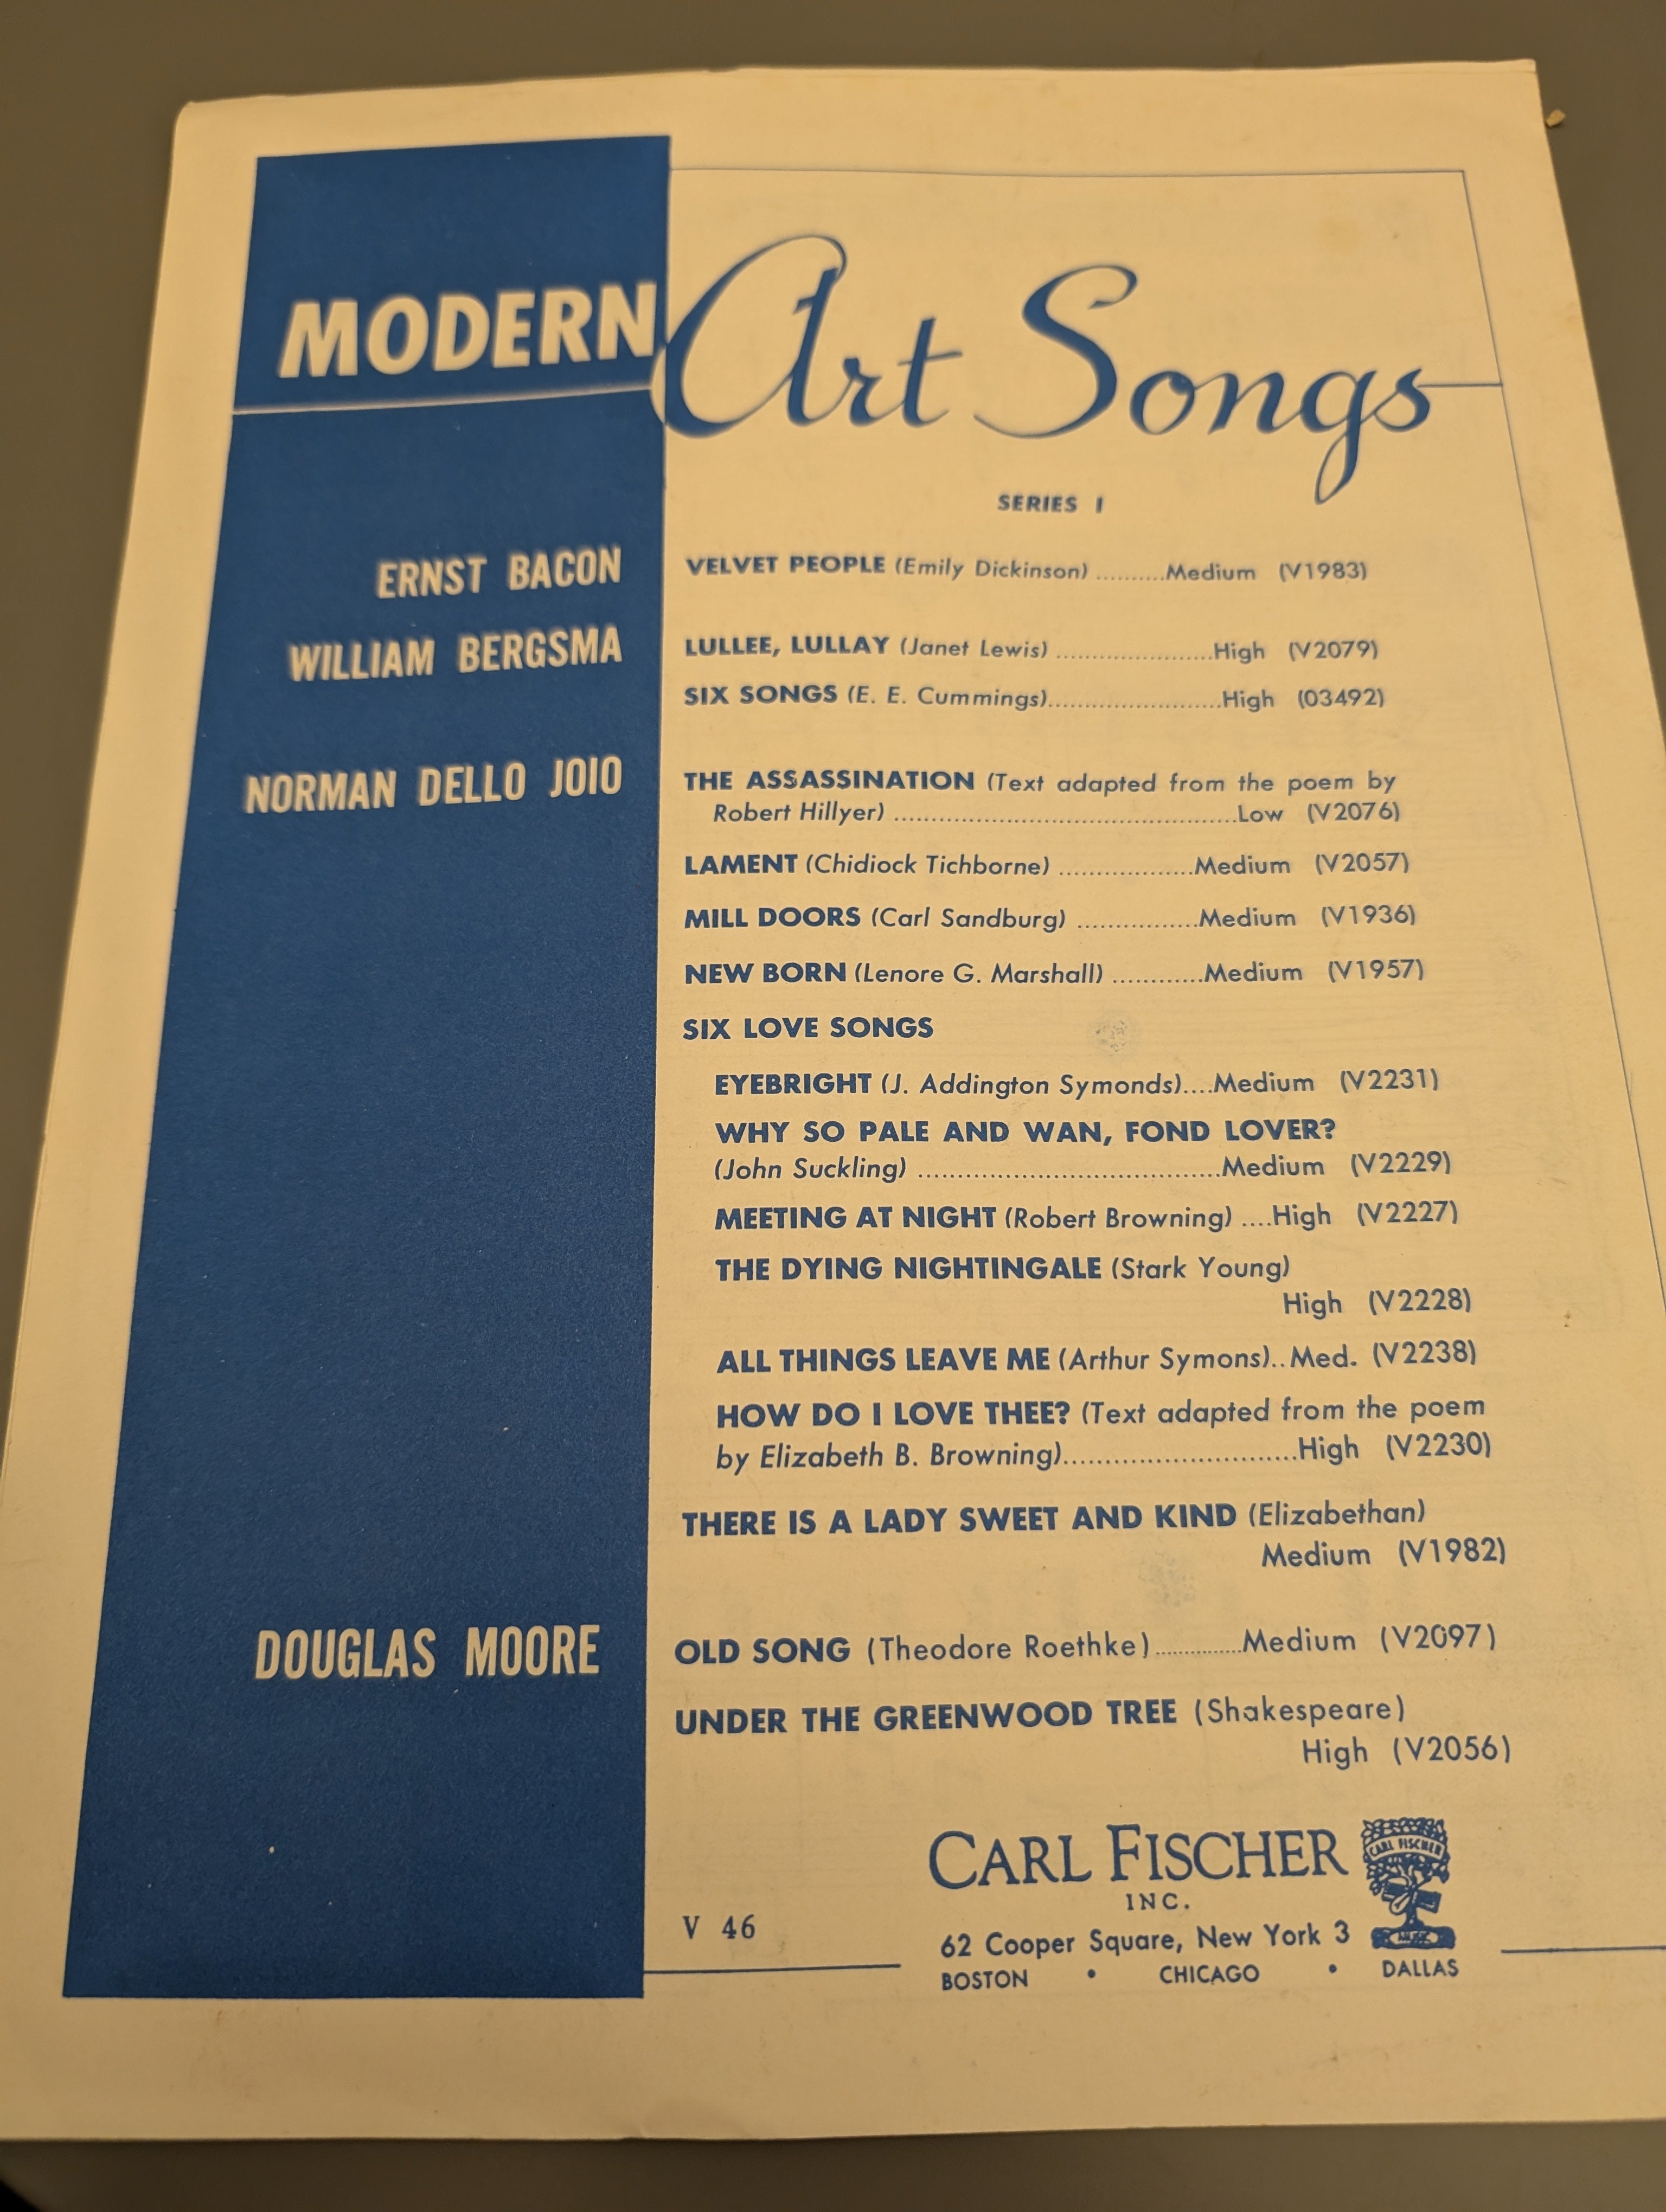 MODERN Art Songs
SERIES I
ERNST BACON
VELVET PEOPLE (Emily Dickinson) ..........Medium (V1983)
WILLIAM BERGSMA
LULLEE, LULLAY (Janet Lewis) ......................High (V2079)
SIX SONGS (E. E. Cummings).........................High (03492)
NORMAN DELLO JOIO
THE ASSASSINATION (Text adapted from the poem by
Robert Hillyer) .............................................Low (V2076)
LAMENT (Chidiock Tichborne) ..................Medium (V2057)
MILL DOORS (Carl Sandburg) ................Medium (V1936)
NEW BORN (Lenore G. Marshall) ............Medium (V1957)
SIX LOVE SONGS
EYEBRIGHT (J. Addington Symonds)....Medium (V2231)
WHY SO PALE AND WAN, FOND LOVER?
(John Suckling) ......................................Medium (V2229)
MEETING AT NIGHT (Robert Browning) ....High (V2227)
THE DYING NIGHTINGALE (Stark Young)
High (V2228)
ALL THINGS LEAVE ME (Arthur Symons)..Med. (V2238)
HOW DO I LOVE THEE? (Text adapted from the poem
by Elizabeth B. Browning)............................High (V2230)
THERE IS A LADY SWEET AND KIND (Elizabethan)
Medium (V1982)
DOUGLAS MOORE
OLD SONG (Theodore Roethke)..............Medium (V2097)
UNDER THE GREENWOOD TREE (Shakespeare)
High (V2056)
CARL FISCHER
INC.
CARL FISCHER
MUSIC
V 46
62 Cooper Square, New York 3
BOSTON • CHICAGO • DALLAS